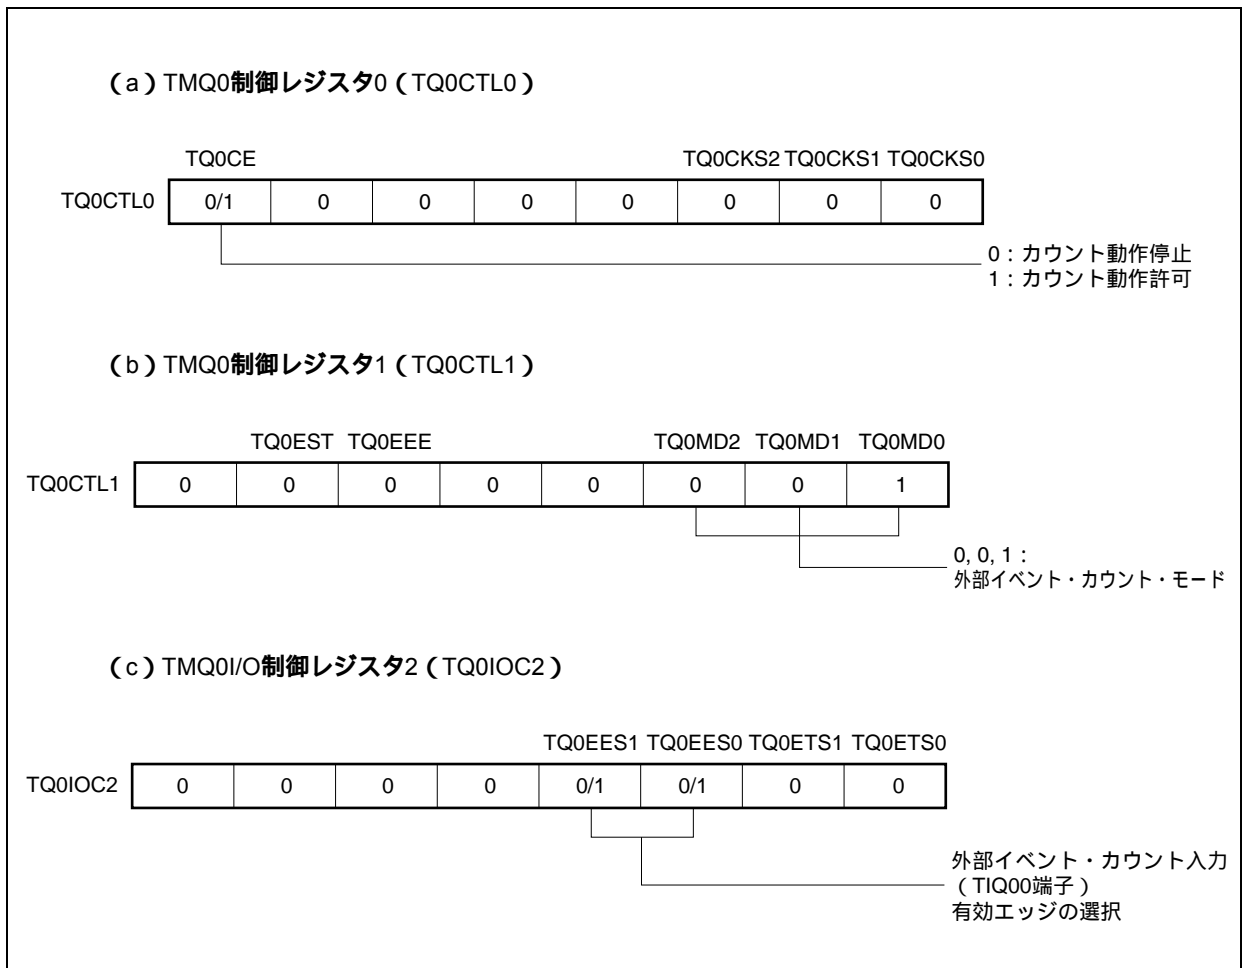 （a）TMQ0制御レジスタ0（TQ0CTL0）
TQ0CE TQ0CKS2 TQ0CKS1 TQ0CKS0
TQ0CTL0 0/1 0 0 0 0 0 0 0
0：カウント動作停止
1：カウント動作許可
（b）TMQ0制御レジスタ1（TQ0CTL1）
TQ0EST TQ0EEE TQ0MD2 TQ0MD1 TQ0MD0
TQ0CTL1 0 0 0 0 0 0 0 1
0, 0, 1：
外部イベント・カウント・モード
（c）TMQ0I/O制御レジスタ2（TQ0IOC2）
TQ0EES1 TQ0EES0 TQ0ETS1 TQ0ETS0
TQ0IOC2 0 0 0 0 0/1 0/1 0 0
外部イベント・カウント入力
（TIQ00端子）
有効エッジの選択